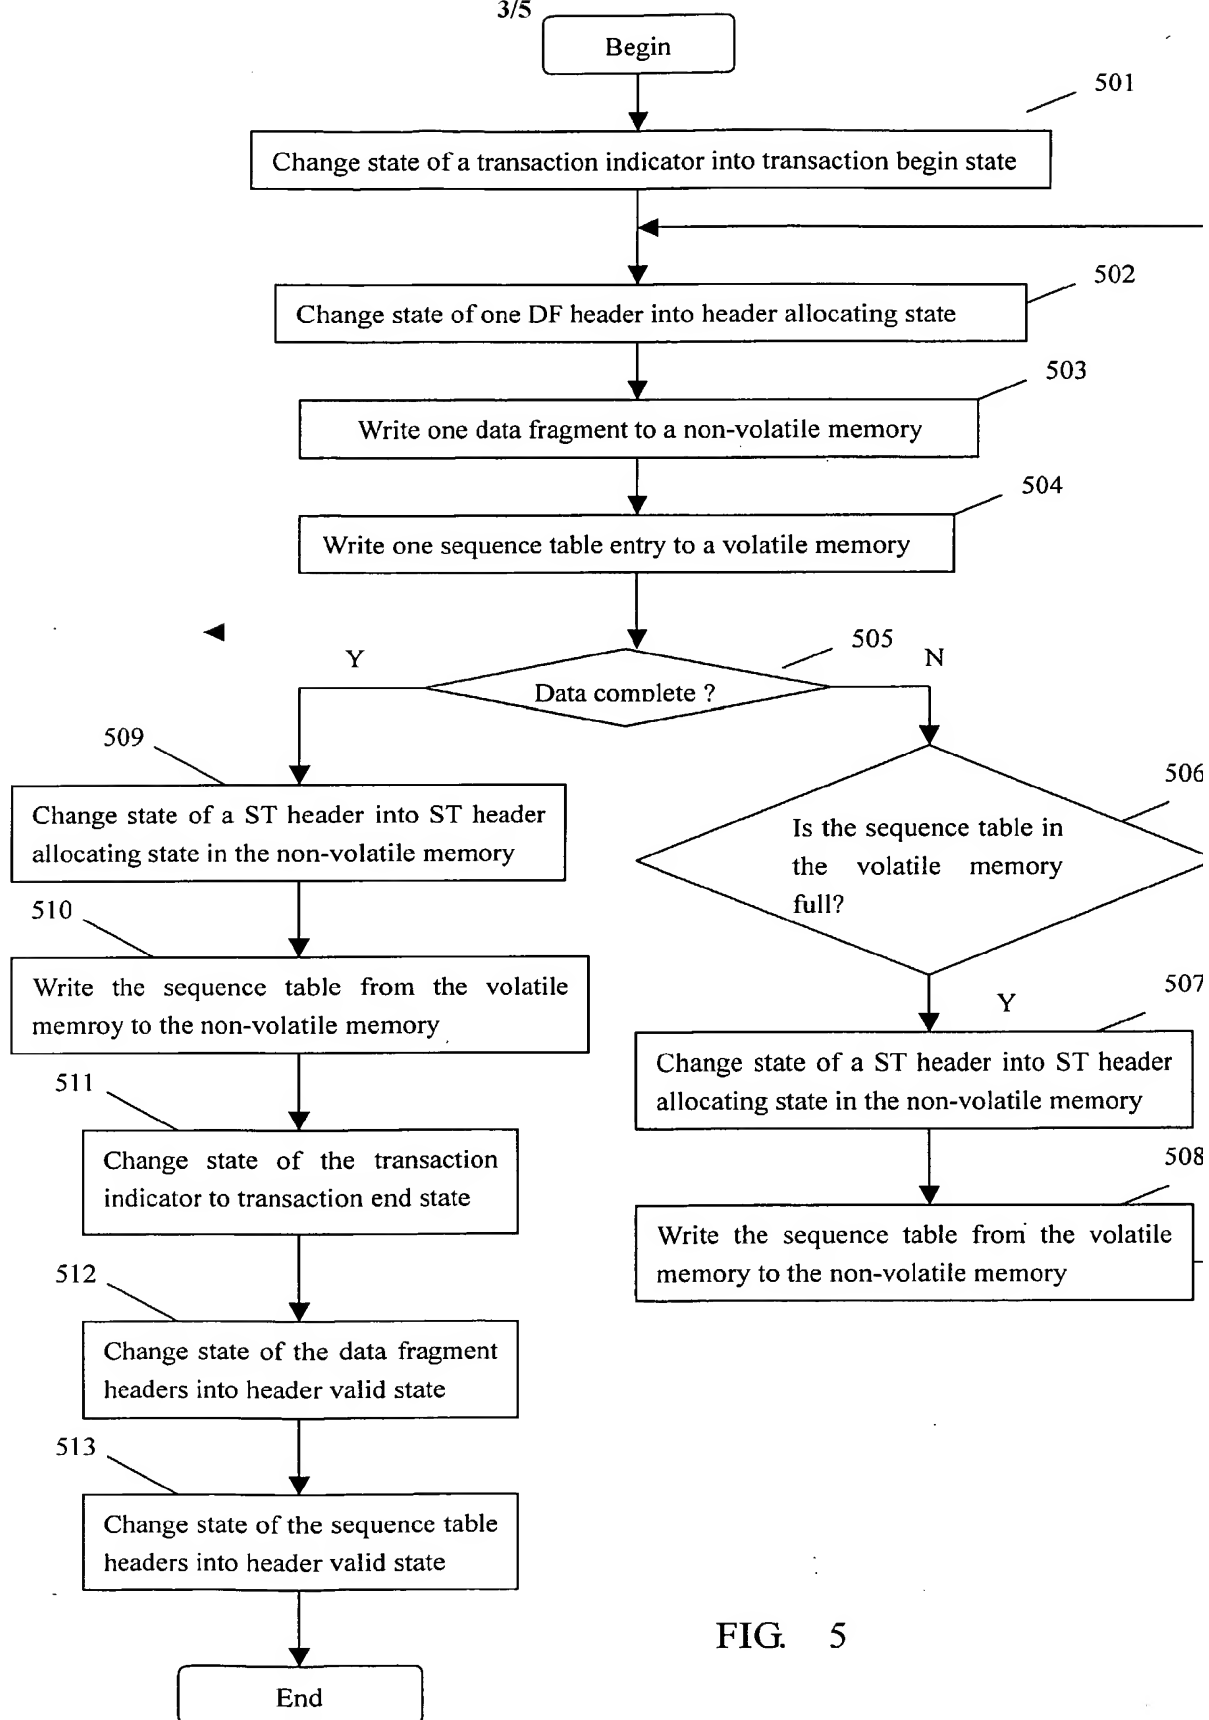 3/5
Begin
501
Change state of a transaction indicator into transaction begin state
502
Change state of one DF header into header allocating state
503
Write one data fragment to a non-volatile memory
504
Write one sequence table entry to a volatile memory
505
Y
N
Data complete ?
509
506
Change state of a ST header into ST header
allocating state in the non-volatile memory
Is the sequence table in
the volatile memory
full?
510
Write the sequence table from the volatile
memroy to the non-volatile memory
Y
507
Change state of a ST header into ST header
allocating state in the non-volatile memory
511
Change state of the transaction
indicator to transaction end state
508
Write the sequence table from the volatile
memory to the non-volatile memory
512
Change state of the data fragment
headers into header valid state
513
Change state of the sequence table
headers into header valid state
FIG. 5
End